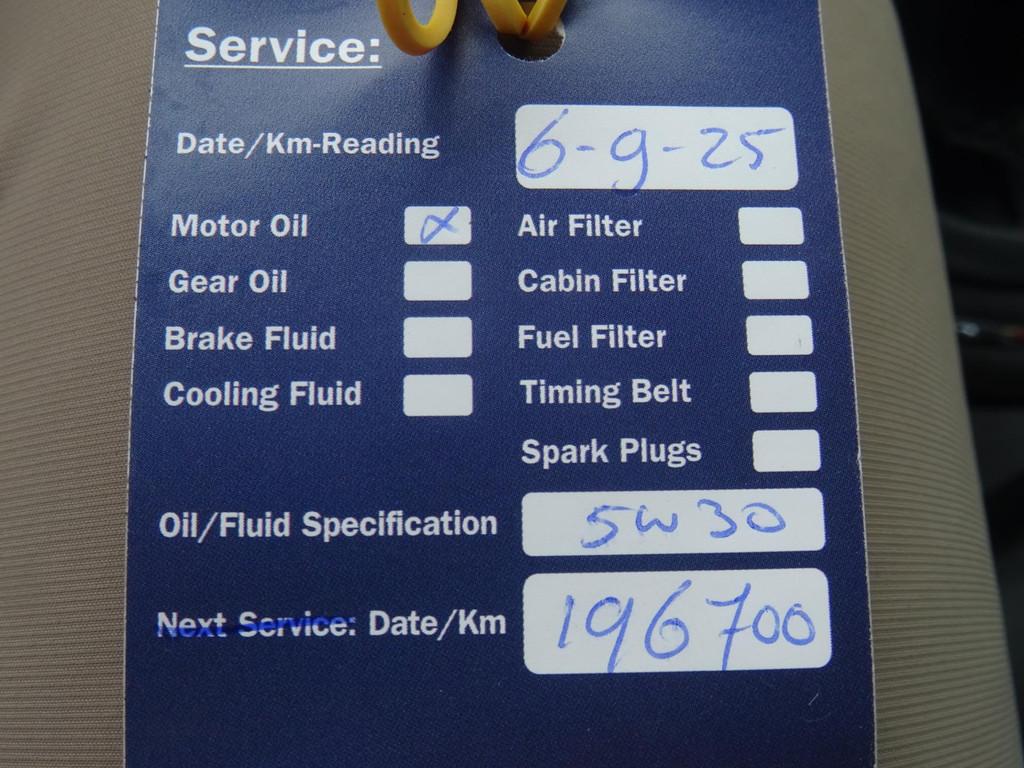 Service:
Date/Km-Reading 6-9-25
Motor Oil x Air Filter
Gear Oil Cabin Filter
Brake Fluid Fuel Filter
Cooling Fluid Timing Belt
Spark Plugs
Oil/Fluid Specification 5W30
Next Service: Date/Km 196700